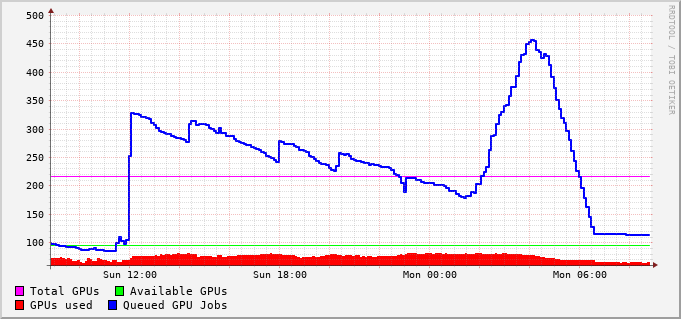 RRDTOOL / TOBI OETIKER
500
450
400
350
300
250
200
150
100
Sun 12:00 Sun 18:00 Mon 00:00 Mon 06:00
Total GPUs Available GPUs
GPUs used Queued GPU Jobs